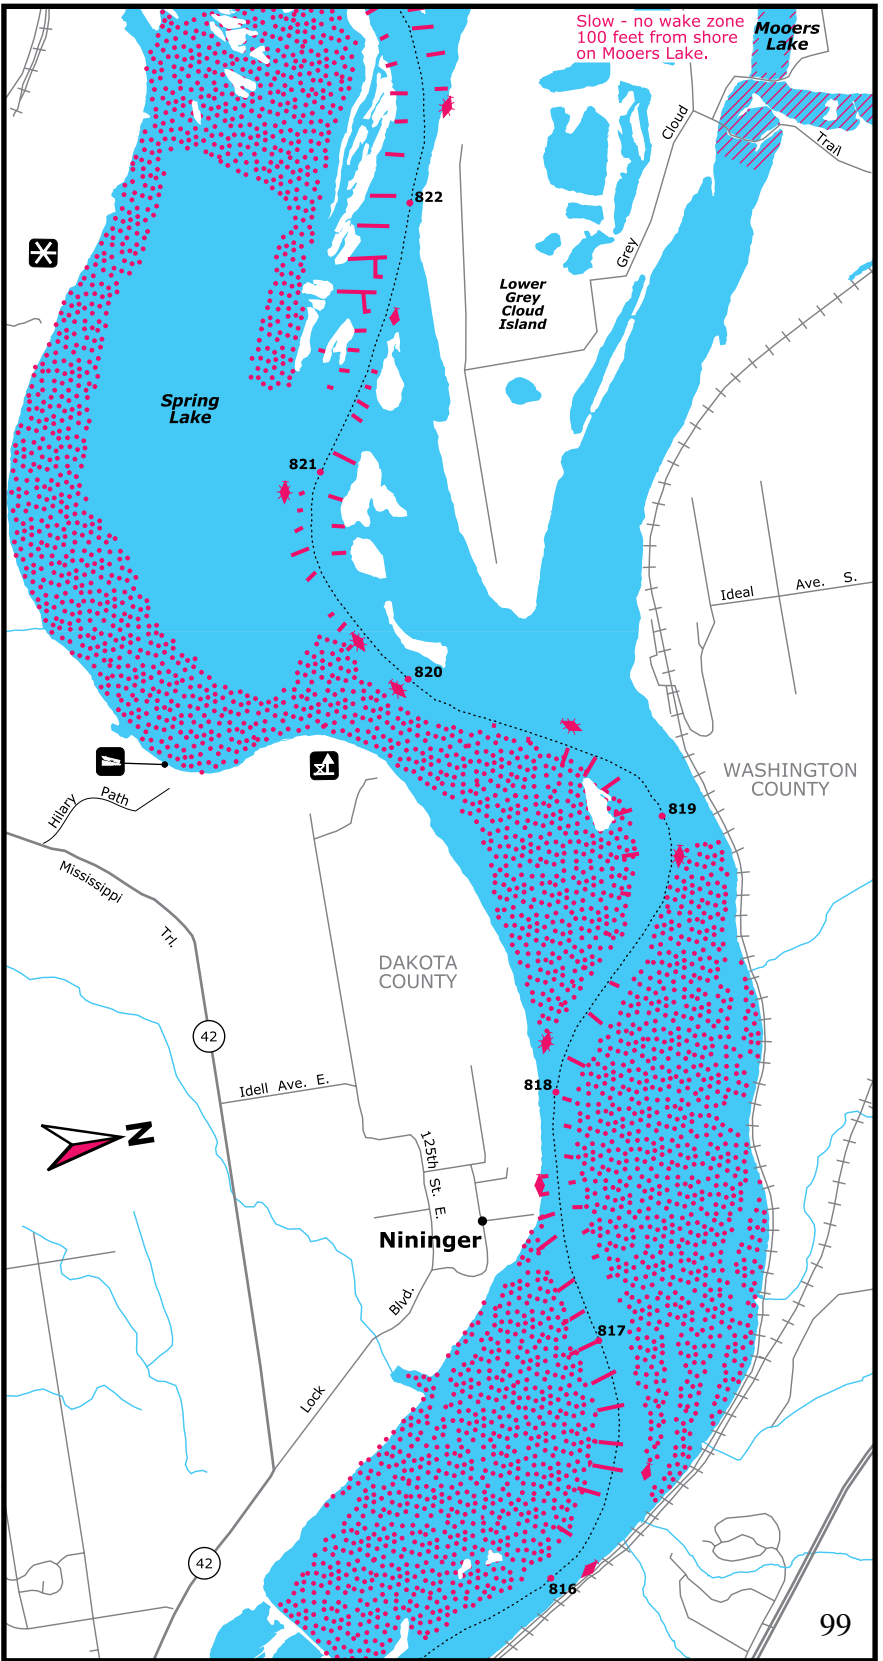 Slow - no wake zone
100 feet from shore
on Mooers Lake.
Mooers
Lake
Cloud
Trail
822
Grey
Lower
Grey
Cloud
Island
Spring
Lake
821
Ideal Ave. S.
820
WASHINGTON
COUNTY
819
Hilary Path
Mississippi
Trl.
DAKOTA
COUNTY
42
818
Idell Ave. E.
N
125th St. E.
Nininger
Blvd.
817
Lock
42
816
99